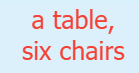 a table,
six chairs